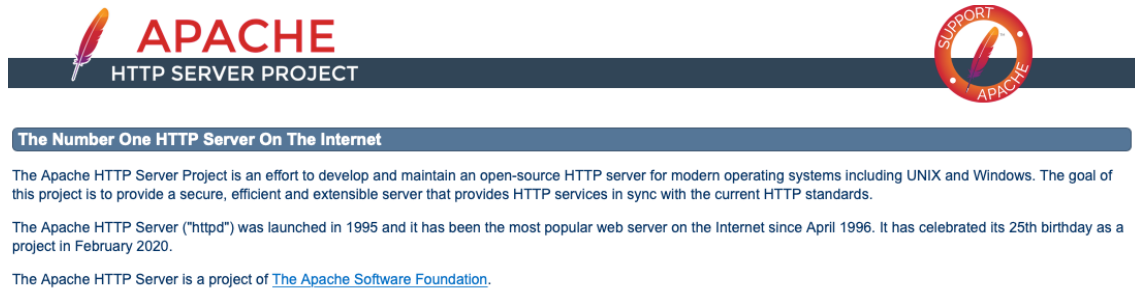 APACHE
HTTP SERVER PROJECT
SUPPORT
APACHE
The Number One HTTP Server On The Internet
The Apache HTTP Server Project is an effort to develop and maintain an open-source HTTP server for modern operating systems including UNIX and Windows. The goal of
this project is to provide a secure, efficient and extensible server that provides HTTP services in sync with the current HTTP standards.
The Apache HTTP Server ("httpd") was launched in 1995 and it has been the most popular web server on the Internet since April 1996. It has celebrated its 25th birthday as a
project in February 2020.
The Apache HTTP Server is a project of The Apache Software Foundation.